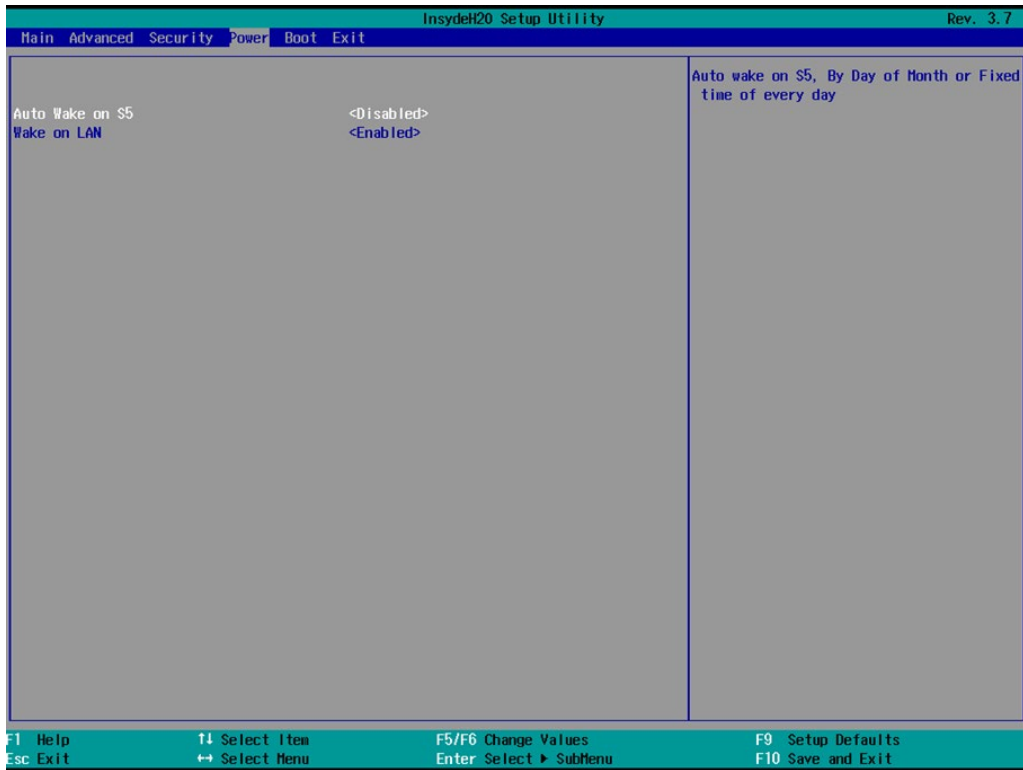 InsydeH20 Setup Utility Rev. 3.7
Main Advanced Security Power Boot Exit
Auto Wake on S5 <Disabled>
Wake on LAN <Enabled>
Auto wake on S5, By Day of Month or Fixed
time of every day
F1 Help ↑↓ Select Item F5/F6 Change Values F9 Setup Defaults
Esc Exit ↔ Select Menu Enter Select ▶ SubMenu F10 Save and Exit